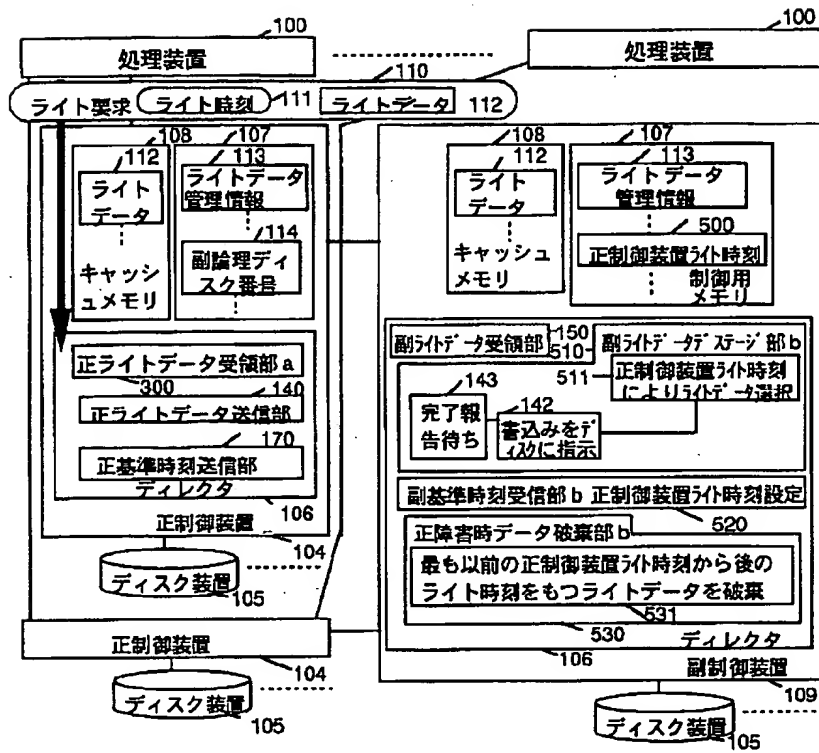 100
処理装置
100
処理装置
110
ライト要求
ライト時刻
111
ライトデータ
112
108
112
ライト
データ
キャッシ
ュメモリ
107
113
ライトデータ
管理情報
114
副論理ディ
スク番号
正ライトデータ受領部a
300
140
正ライトデータ送信部
170
正基準時刻送信部
ディレクタ
106
正制御装置
104
ディスク装置
105
正制御装置
104
ディスク装置
105
108
112
ライト
データ
キャッシュ
メモリ
107
113
ライトデータ
管理情報
500
正制御装置ライト時刻
制御用
メモリ
副ライトデータ受領部
150
510
副ライトデータデステージ部b
511
正制御装置ライト時刻
によりライトデータ選択
143
完了報
告待ち
142
書込みをデ
ィスクに指示
副基準時刻受信部b 正制御装置ライト時刻設定
520
正障害時データ破棄部b
最も以前の正制御装置ライト時刻から後の
ライト時刻をもつライトデータを破棄
531
530
ディレクタ
106
副制御装置
109
ディスク装置
105